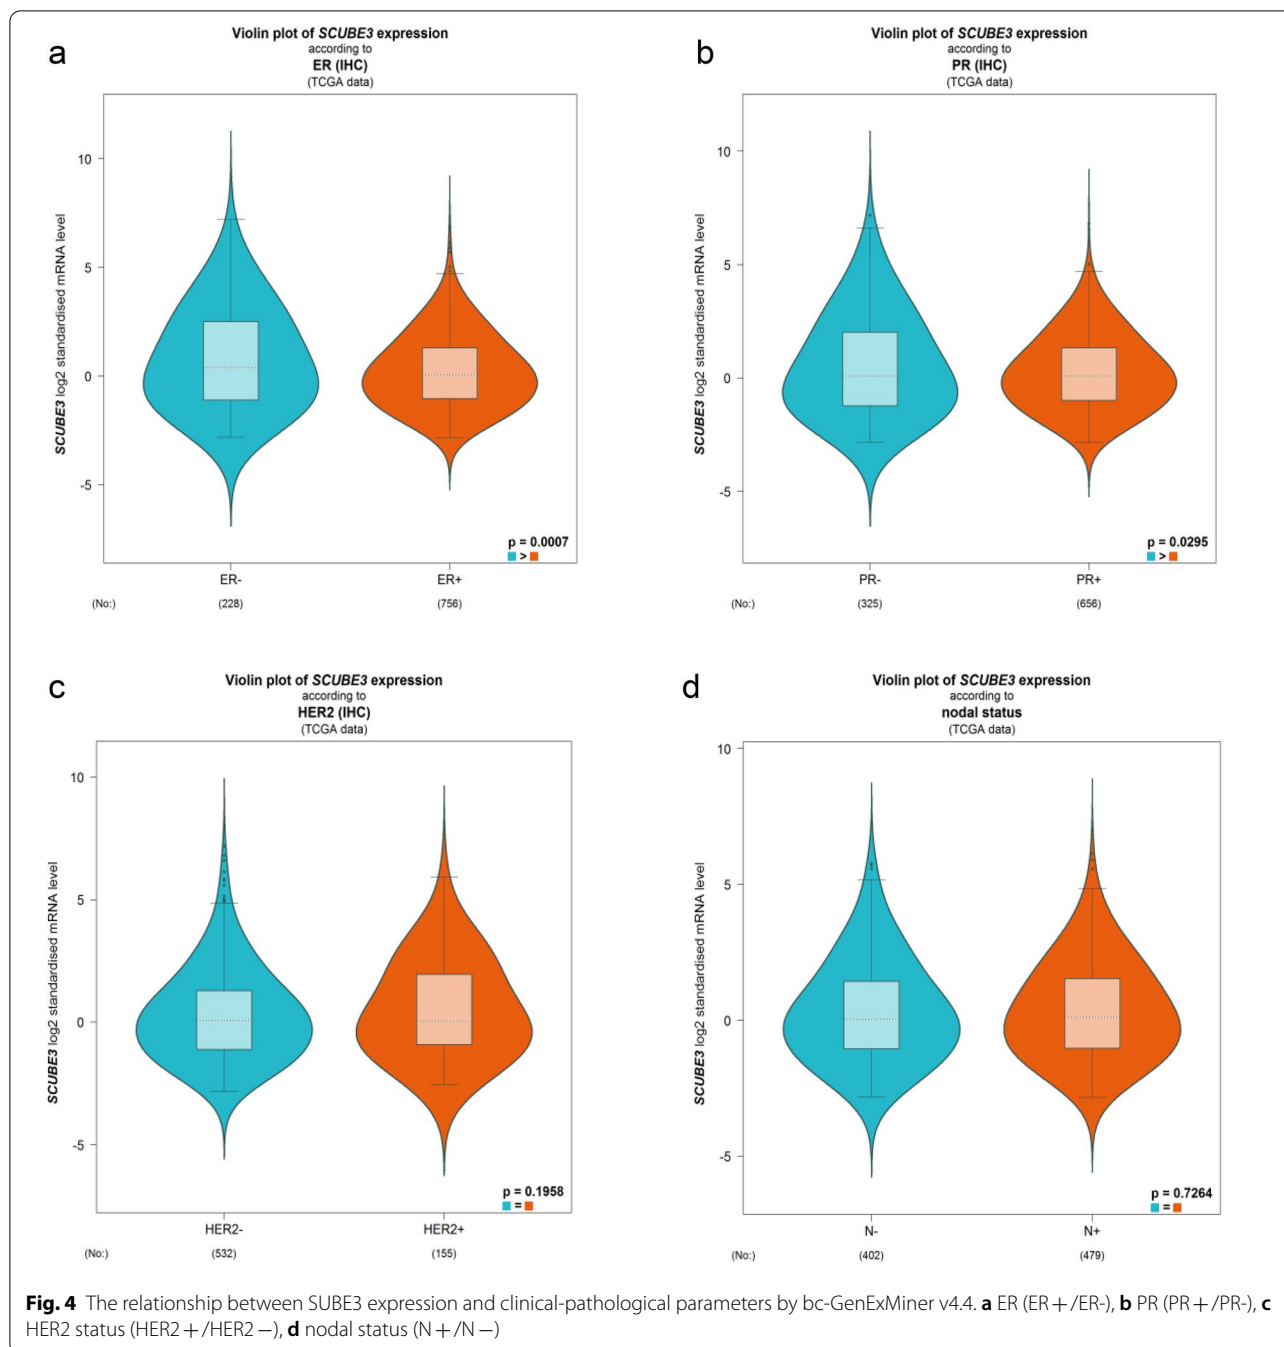 a
Violin plot of SCUBE3 expression
according to
ER (IHC)
(TCGA data)
SCUBE3 log2 standardised mRNA level
10
5
0
-5
p = 0.0007
>
ER-
ER+
(No:)
(228)
(756)
b
Violin plot of SCUBE3 expression
according to
PR (IHC)
(TCGA data)
SCUBE3 log2 standardised mRNA level
10
5
0
-5
p = 0.0295
>
PR-
PR+
(No:)
(325)
(656)
c
Violin plot of SCUBE3 expression
according to
HER2 (IHC)
(TCGA data)
SCUBE3 log2 standardised mRNA level
10
5
0
-5
p = 0.1958
=
HER2-
HER2+
(No:)
(532)
(155)
d
Violin plot of SCUBE3 expression
according to
nodal status
(TCGA data)
SCUBE3 log2 standardised mRNA level
10
5
0
-5
p = 0.7264
=
N-
N+
(No:)
(402)
(479)
Fig. 4 The relationship between SUBE3 expression and clinical-pathological parameters by bc-GenExMiner v4.4. a ER (ER+/ER-), b PR (PR+/PR-), c
HER2 status (HER2+/HER2−), d nodal status (N+/N−)